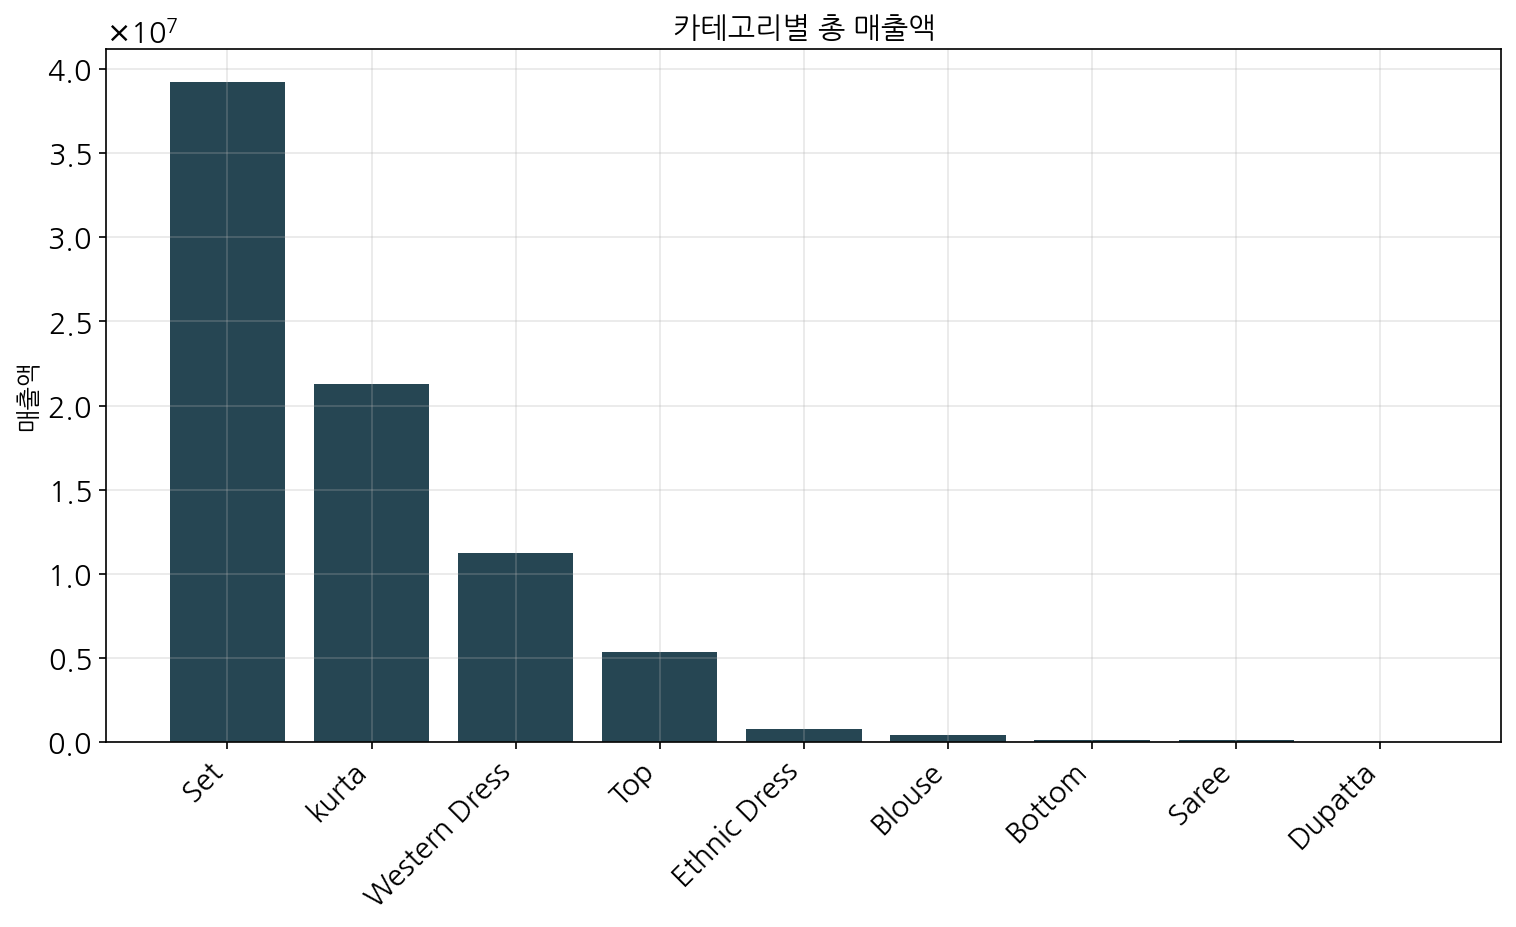 카테고리별 총 매출액
×10⁷
4.0
3.5
3.0
2.5
2.0
1.5
1.0
0.5
0.0
매출액
Set
kurta
Western Dress
Top
Ethnic Dress
Blouse
Bottom
Saree
Dupatta